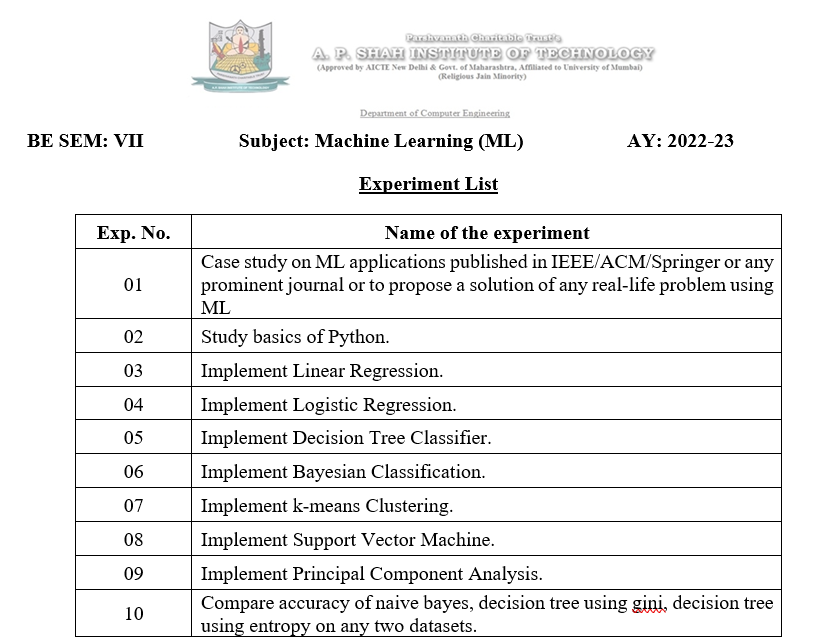 Parshvanath Charitable Trust's
A. P. SHAH INSTITUTE OF TECHNOLOGY
(Approved by AICTE New Delhi & Govt. of Maharashtra, Affiliated to University of Mumbai)
(Religious Jain Minority)
Department of Computer Engineering
BE SEM: VII Subject: Machine Learning (ML) AY: 2022-23
Experiment List
Exp. No. Name of the experiment
01 Case study on ML applications published in IEEE/ACM/Springer or any
prominent journal or to propose a solution of any real-life problem using
ML
02 Study basics of Python.
03 Implement Linear Regression.
04 Implement Logistic Regression.
05 Implement Decision Tree Classifier.
06 Implement Bayesian Classification.
07 Implement k-means Clustering.
08 Implement Support Vector Machine.
09 Implement Principal Component Analysis.
10 Compare accuracy of naive bayes, decision tree using gini, decision tree
using entropy on any two datasets.